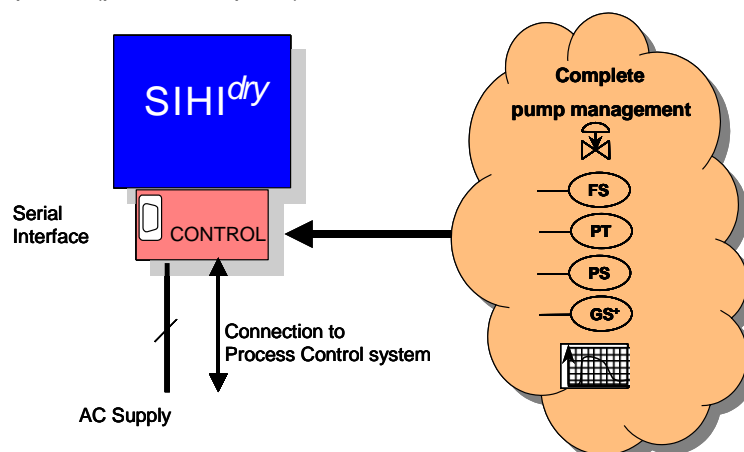 SIHIdry
CONTROL
Serial
Interface
Connection to
Process Control system
AC Supply
Complete
pump management
FS
PT
PS
GS+